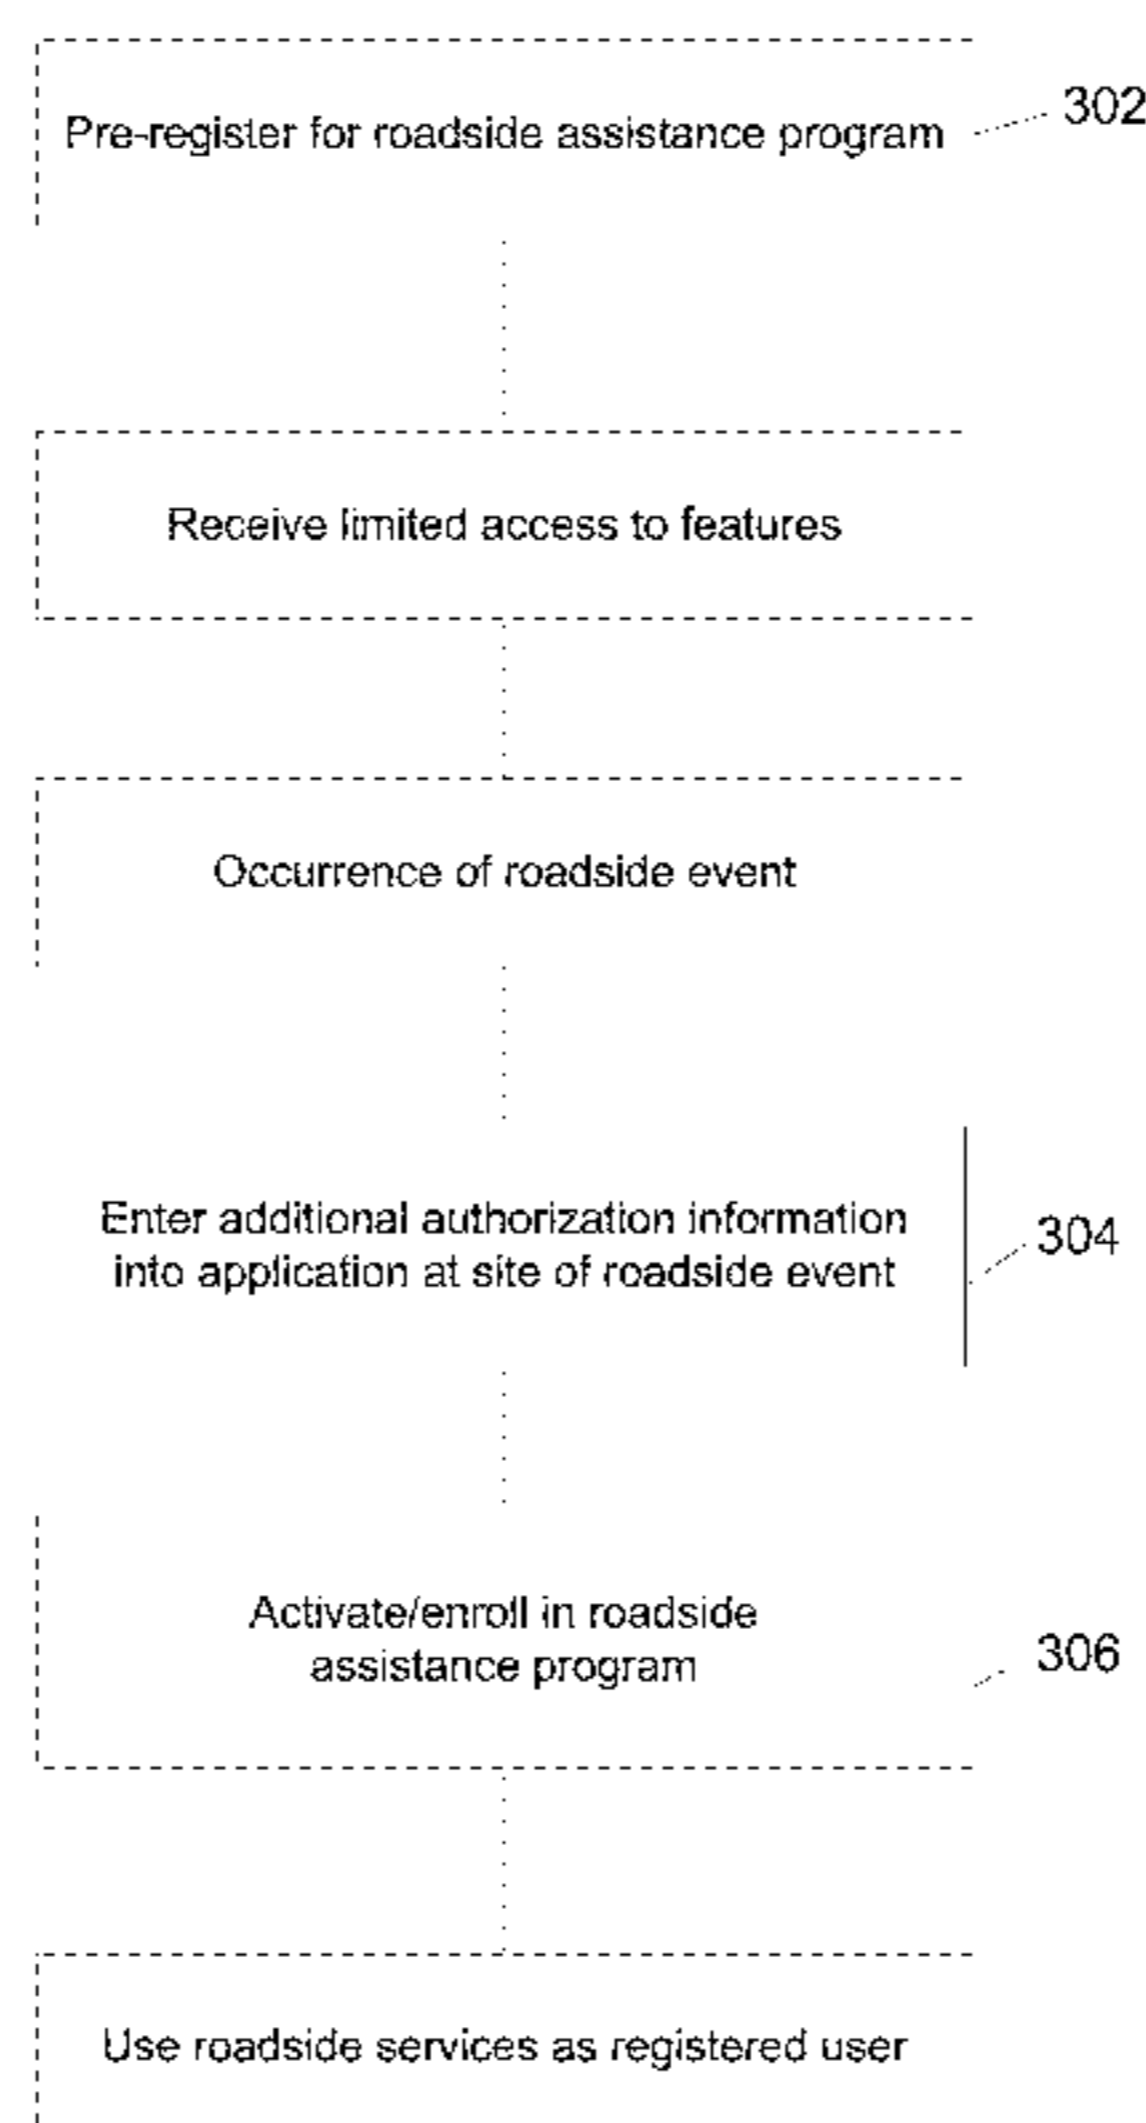 Pre-register for roadside assistance program
302
Receive limited access to features
Occurrence of roadside event
Enter additional authorization information
into application at site of roadside event
304
Activate/enroll in roadside
assistance program
306
Use roadside services as registered user